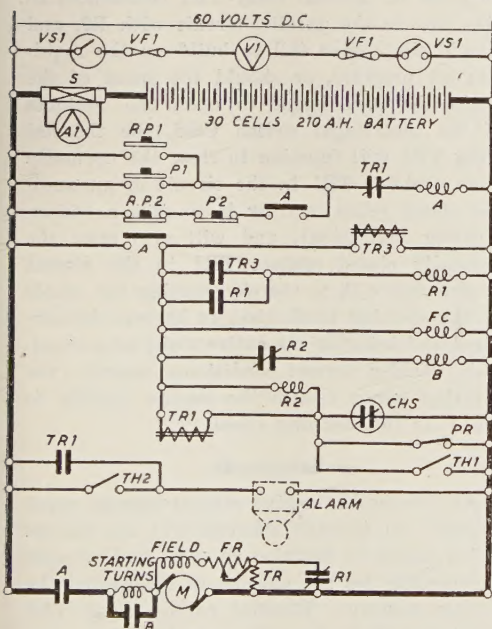 60 VOLTS D.C.
VS1 VF1 V1 VF1 VS1
S
A1
30 CELLS 210 A.H. BATTERY
RP1
P1
TR1 A
RP2 P2 A
A
TR3
TR3
R1
R1
FC
R2
B
R2
CHS
TR1
PR
TH1
TR1
TH2
ALARM
FIELD FR
STARTING
TURNS
A M TR R1
B